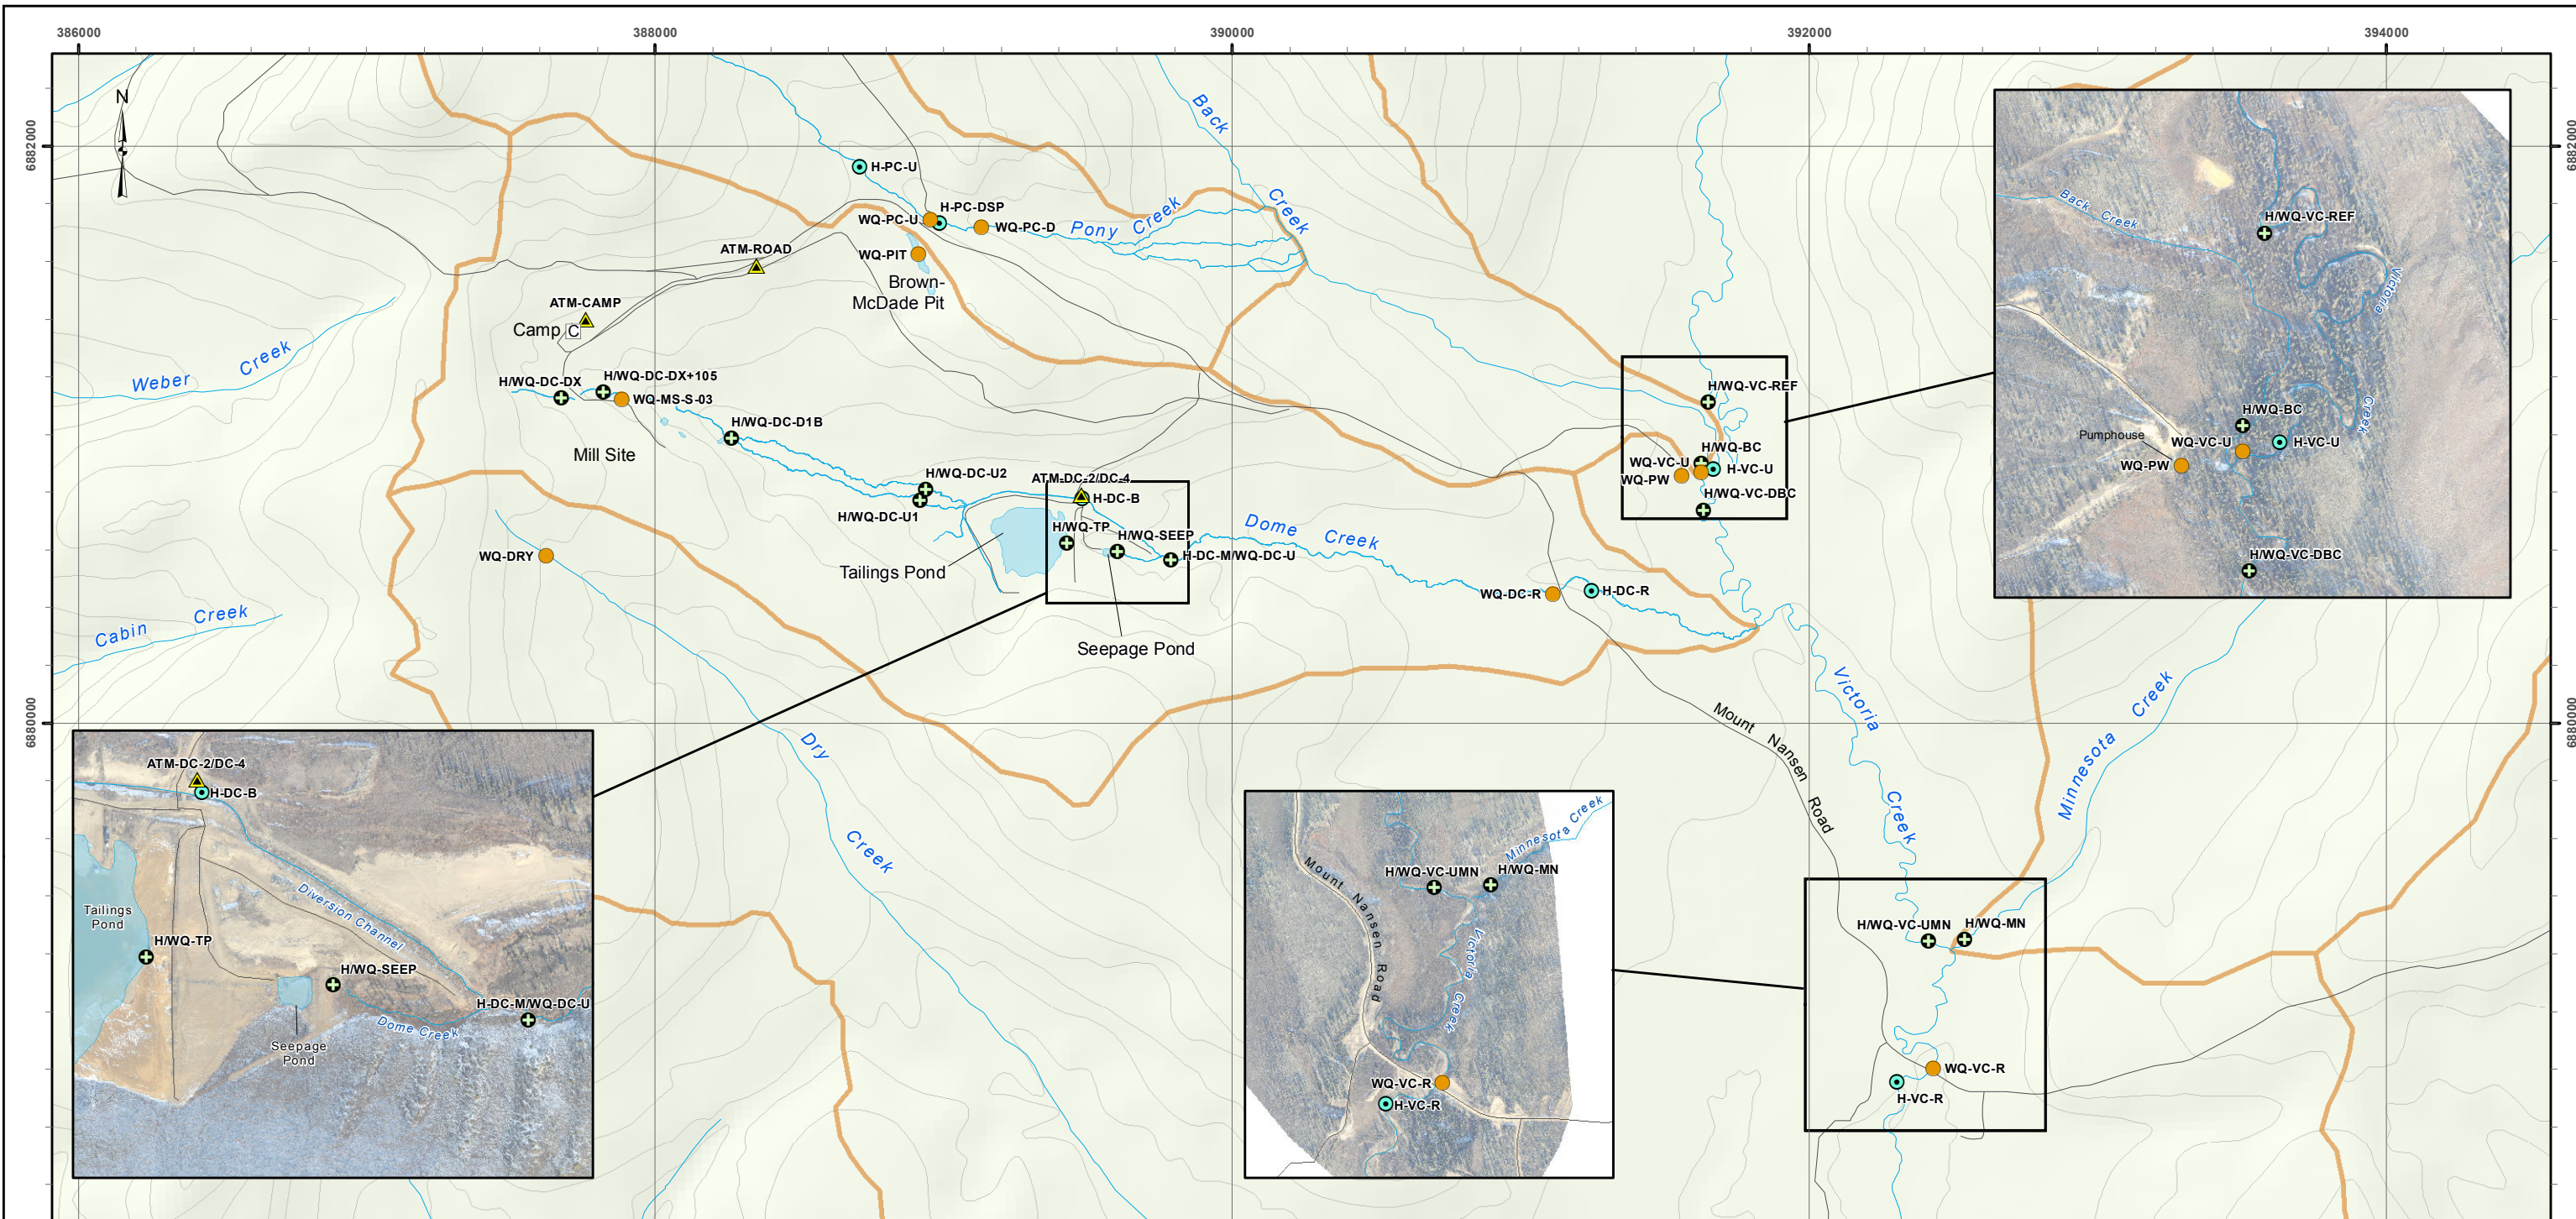 386000
388000
390000
392000
394000
6882000
6882000
6880000
6880000
N
Back
Creek
H-PC-U
H-PC-DSP
WQ-PC-U
WQ-PC-D
Pony Creek
ATM-ROAD
WQ-PIT
Brown-
McDade Pit
ATM-CAMP
Camp C
Weber Creek
H/WQ-DC-DX
H/WQ-DC-DX+105
WQ-MS-S-03
H/WQ-DC-D1B
Mill Site
H/WQ-DC-U2
H/WQ-DC-U1
ATM-DC-2/DC-4
H-DC-B
H/WQ-TP
H/WQ-SEEP
H-DC-M/WQ-DC-U
Dome Creek
WQ-DRY
Tailings Pond
Seepage Pond
Cabin Creek
WQ-DC-R
H-DC-R
H/WQ-VC-REF
H/WQ-BC
WQ-VC-U
H-VC-U
WQ-PW
H/WQ-VC-DBC
Mount Nansen Road
Victoria Creek
Minnesota Creek
Dry Creek
H/WQ-VC-UMN
H/WQ-MN
WQ-VC-R
H-VC-R
Back Creek
H/WQ-VC-REF
Victoria
Creek
H/WQ-BC
Pumphouse
WQ-VC-U
H-VC-U
WQ-PW
H/WQ-VC-DBC
ATM-DC-2/DC-4
H-DC-B
Diversion Channel
Tailings
Pond
H/WQ-TP
H/WQ-SEEP
H-DC-M/WQ-DC-U
Dome Creek
Seepage
Pond
Minnesota Creek
H/WQ-VC-UMN
H/WQ-MN
Mount Nansen Road
Victoria Creek
WQ-VC-R
H-VC-R